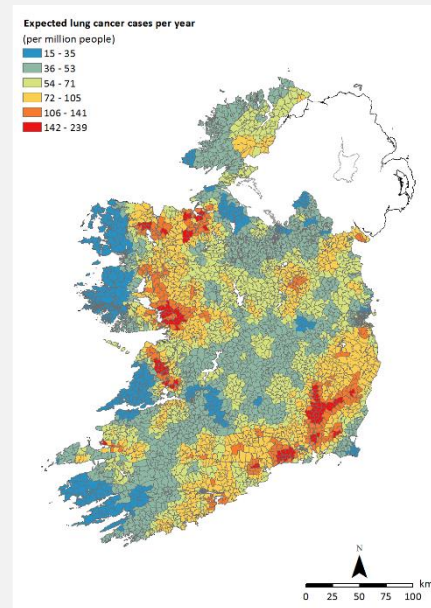 Expected lung cancer cases per year
(per million people)
15 - 35
36 - 53
54 - 71
72 - 105
106 - 141
142 - 239
N
km
0 25 50 75 100